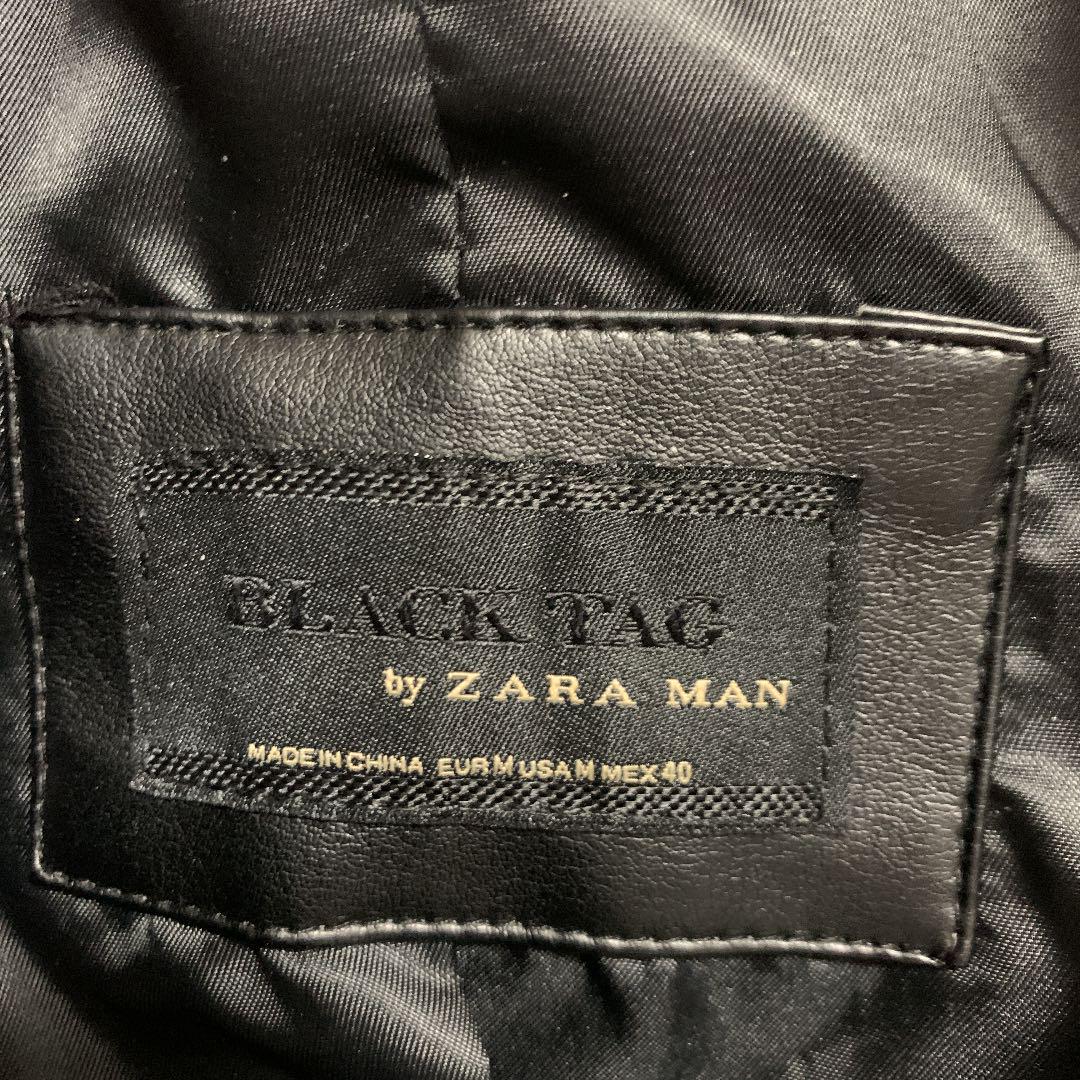 BLACK TAG
by ZARA MAN
MADE IN CHINA EUR M USA M MEX 40